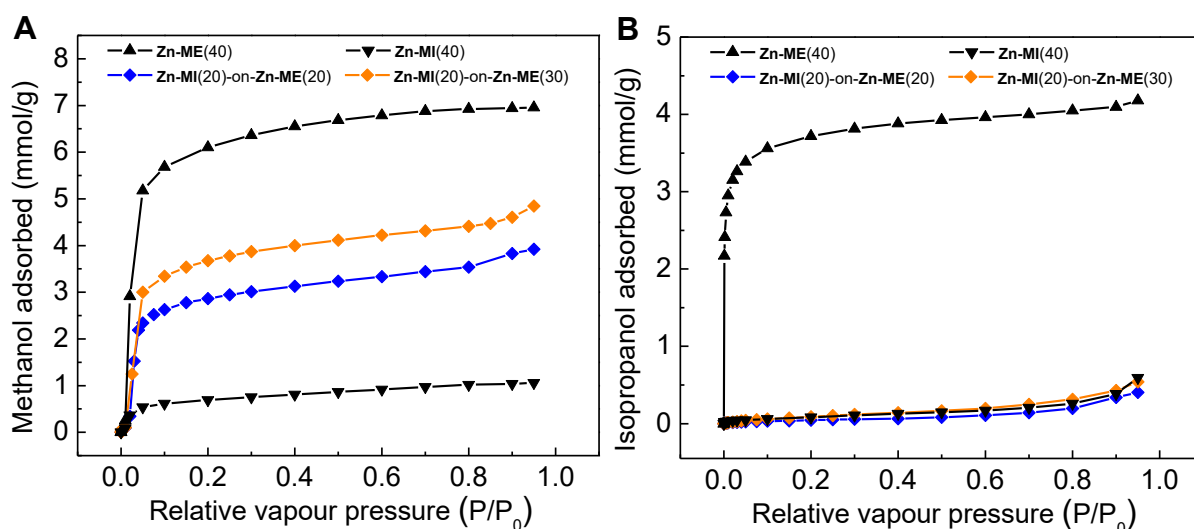 A
Zn-ME(40) Zn-MI(40)
Zn-MI(20)-on-Zn-ME(20) Zn-MI(20)-on-Zn-ME(30)
8
7
6
5
4
3
2
1
0
Methanol adsorbed (mmol/g)
0.0 0.2 0.4 0.6 0.8 1.0
Relative vapour pressure (P/P₀)
B
Zn-ME(40) Zn-MI(40)
Zn-MI(20)-on-Zn-ME(20) Zn-MI(20)-on-Zn-ME(30)
5
4
3
2
1
0
Isopropanol adsorbed (mmol/g)
0.0 0.2 0.4 0.6 0.8 1.0
Relative vapour pressure (P/P₀)